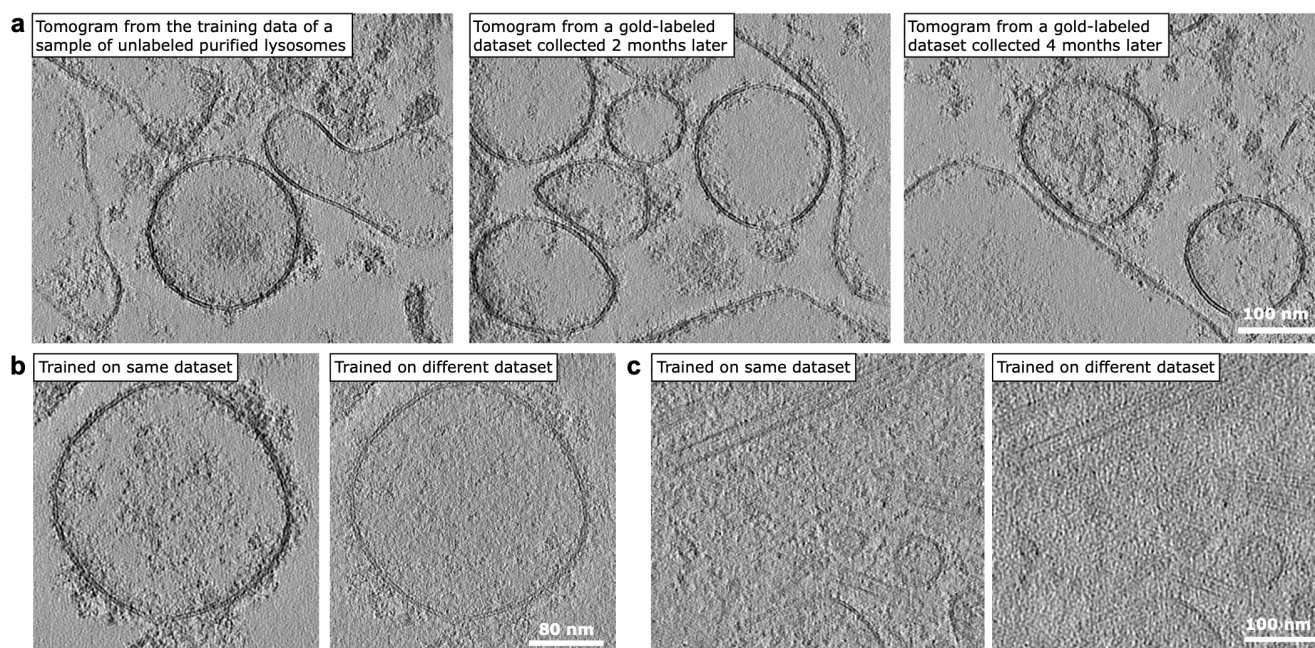 a
Tomogram from the training data of a
sample of unlabeled purified lysosomes
Tomogram from a gold-labeled
dataset collected 2 months later
Tomogram from a gold-labeled
dataset collected 4 months later
100 nm
b
Trained on same dataset
Trained on different dataset
80 nm
c
Trained on same dataset
Trained on different dataset
100 nm